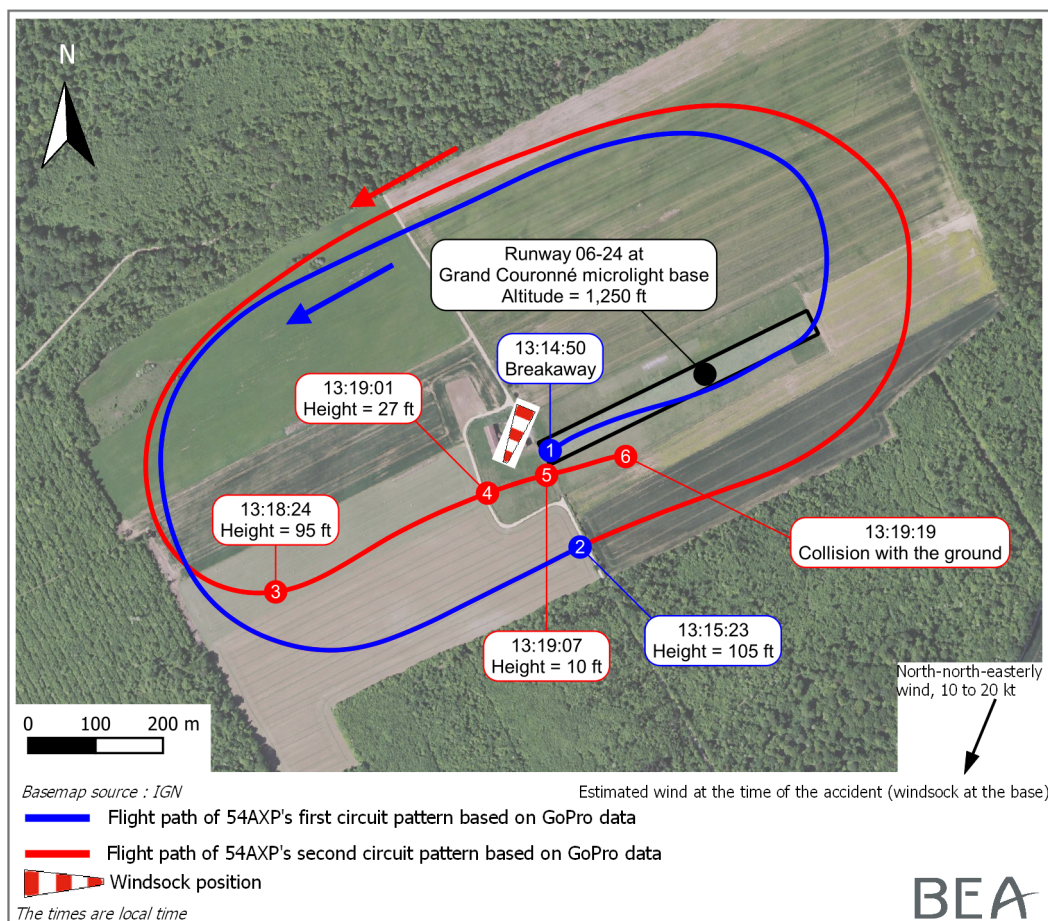 N
Runway 06-24 at
Grand Couronné microlight base
Altitude = 1,250 ft
13:14:50
Breakaway
13:19:01
Height = 27 ft
1
6
5
4
13:18:24
Height = 95 ft
13:19:19
Collision with the ground
2
3
13:19:07
Height = 10 ft
13:15:23
Height = 105 ft
North-north-easterly
wind, 10 to 20 kt
0 100 200 m
Basemap source : IGN
Estimated wind at the time of the accident (windsock at the base)
Flight path of 54AXP's first circuit pattern based on GoPro data
Flight path of 54AXP's second circuit pattern based on GoPro data
Windsock position
The times are local time
BEA